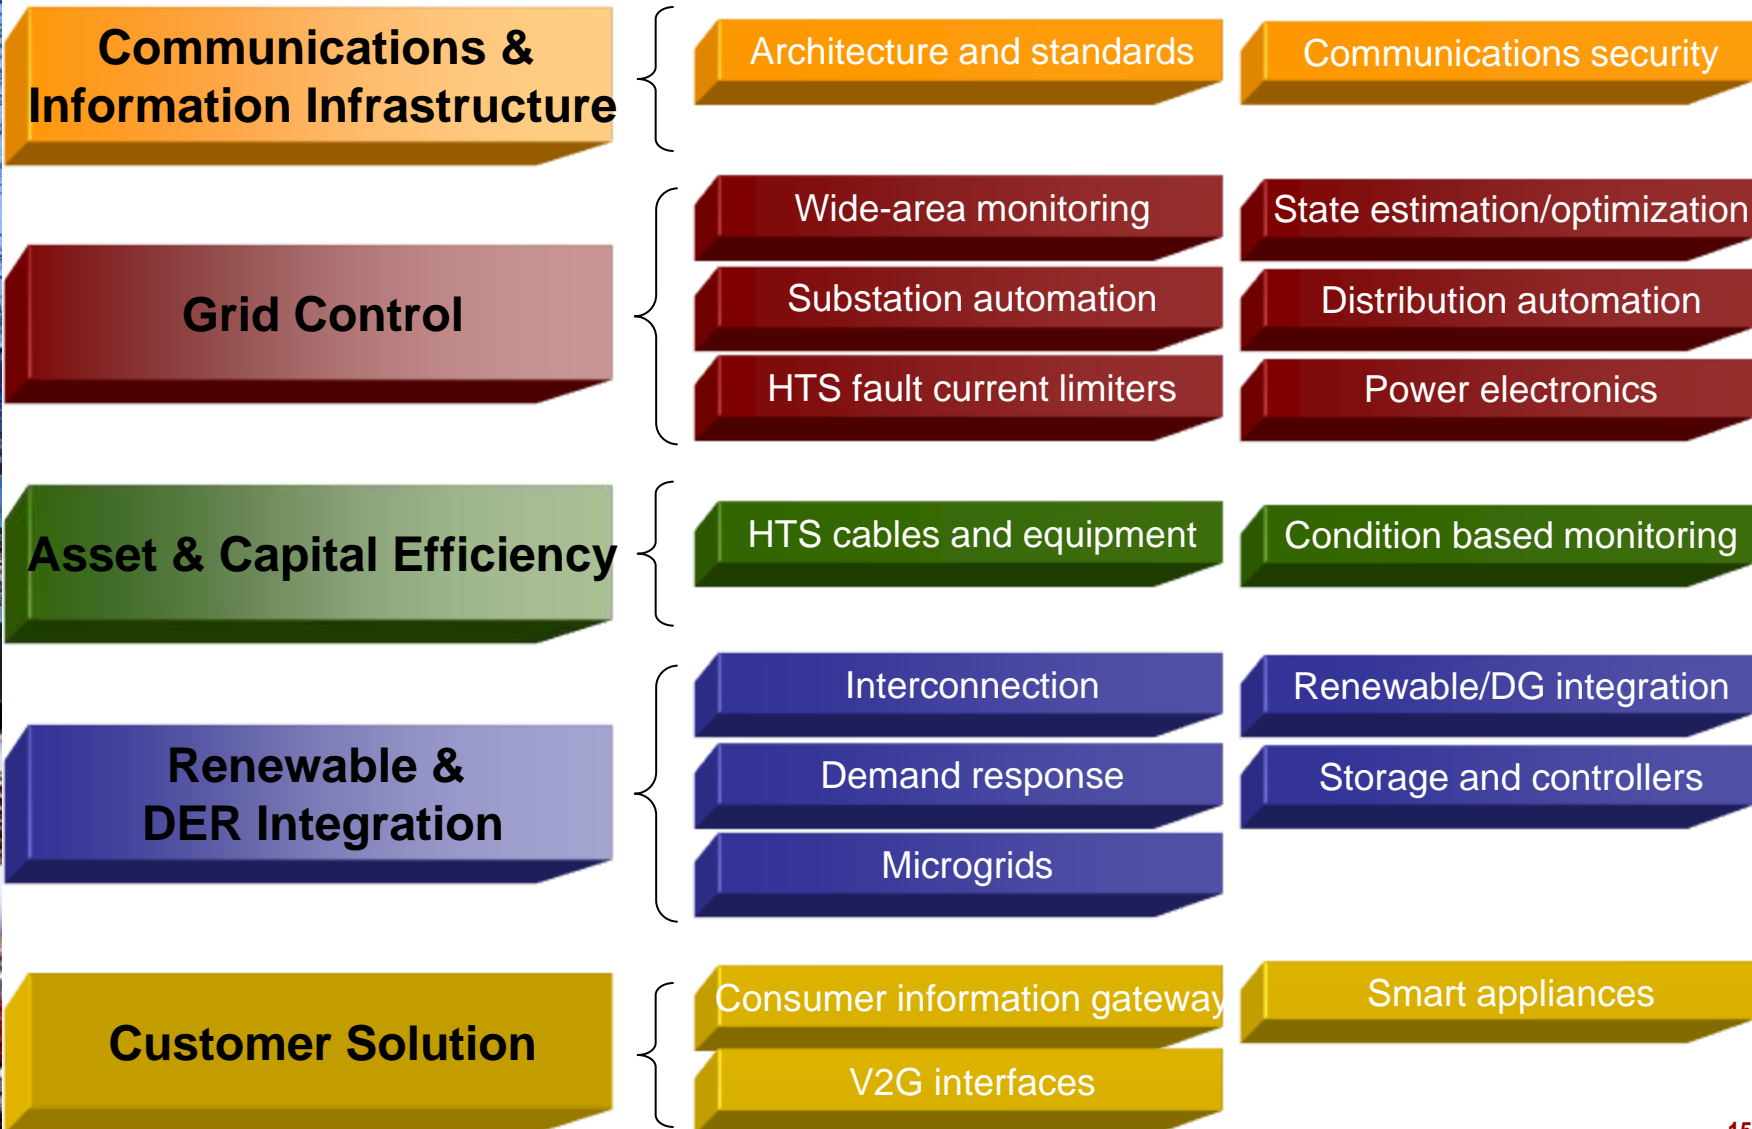 Communications &
Information Infrastructure
Architecture and standards
Communications security
Grid Control
Wide-area monitoring
State estimation/optimization
Substation automation
Distribution automation
HTS fault current limiters
Power electronics
Asset & Capital Efficiency
HTS cables and equipment
Condition based monitoring
Renewable &
DER Integration
Interconnection
Renewable/DG integration
Demand response
Storage and controllers
Microgrids
Customer Solution
Consumer information gateway
Smart appliances
V2G interfaces
15